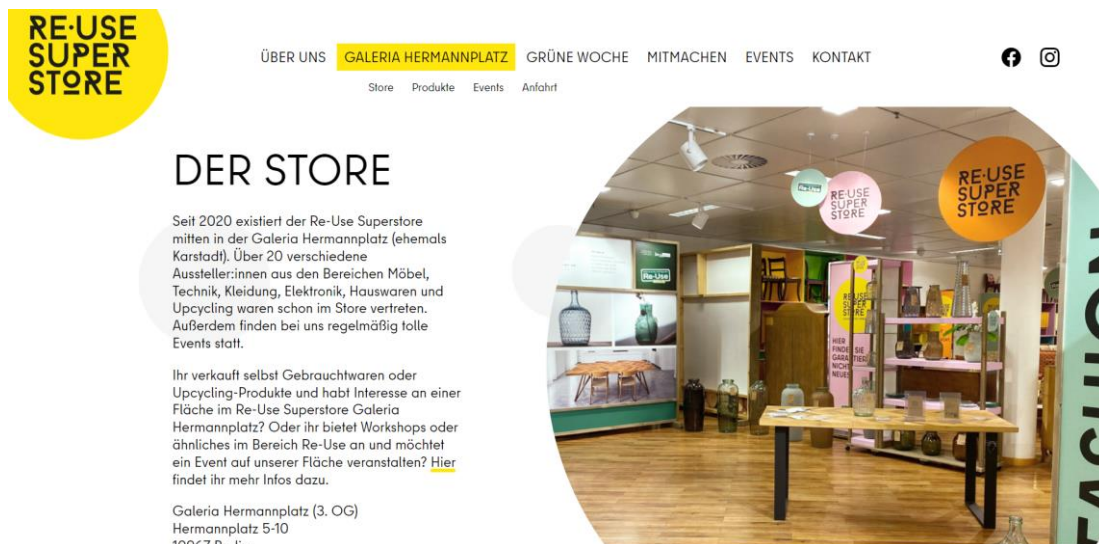 RE·USE
SUPER
STORE
ÜBER UNS GALERIA HERMANNPLATZ GRÜNE WOCHE MITMACHEN EVENTS KONTAKT
Store Produkte Events Anfahrt
DER STORE
Seit 2020 existiert der Re-Use Superstore
mitten in der Galeria Hermannplatz (ehemals
Karstadt). Über 20 verschiedene
Aussteller:innen aus den Bereichen Möbel,
Technik, Kleidung, Elektronik, Hauswaren und
Upcycling waren schon im Store vertreten.
Außerdem finden bei uns regelmäßig tolle
Events statt.
Ihr verkauft selbst Gebrauchtwaren oder
Upcycling-Produkte und habt Interesse an einer
Fläche im Re-Use Superstore Galeria
Hermannplatz? Oder ihr bietet Workshops oder
ähnliches im Bereich Re-Use an und möchtet
ein Event auf unserer Fläche veranstalten? Hier
findet ihr mehr Infos dazu.
Galeria Hermannplatz (3. OG)
Hermannplatz 5-10
Re-Use
RE·USE
SUPER
STORE
RE·USE
SUPER
STORE
Re-Use
RE·USE
SUPER
STORE
HIER
FINDEN SIE
GARANTIERT
NICHTS
NEUES